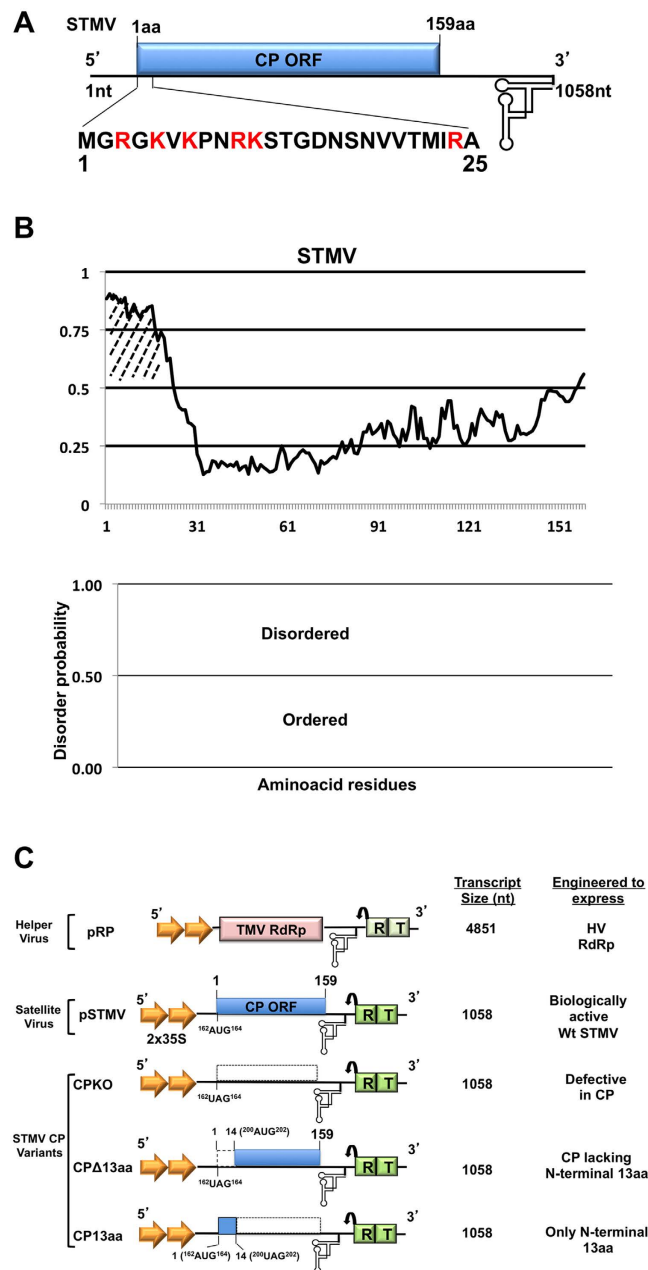 A
STMV 1aa 159aa
5' CP ORF 3'
1nt 1058nt
MGRGKVKPNRKSTGDNSNVVTMIRA
1 25
B
STMV
1
0.75
0.5
0.25
0
1 31 61 91 121 151
1.00
Disordered
0.50
Ordered
0.00
Disorder probability
Aminoacid residues
C
Transcript Size (nt)
Engineered to express
Helper Virus
pRP
5' TMV RdRp R T 3'
4851
HV RdRp
Satellite Virus
pSTMV
1 159
5' CP ORF R T 3'
2x35S
162AUG164
1058
Biologically active Wt STMV
STMV CP Variants
CPKO
5' R T 3'
162UAG164
1058
Defective in CP
CPΔ13aa
1 14 (200AUG202) 159
5' R T 3'
162UAG164
1058
CP lacking N-terminal 13aa
CP13aa
5' R T 3'
1 (162AUG164) 14 (200UAG202)
1058
Only N-terminal 13aa